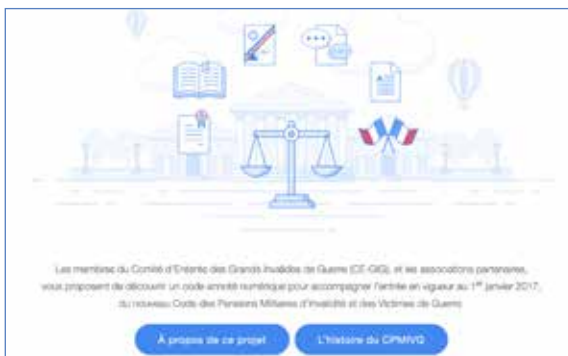 Les membres du Comité d'Entente des Grands Invalides de Guerre (CE-GIG), et les associations partenaires,
vous proposent de découvrir un code annoté numérique pour accompagner l'entrée en vigueur au 1er janvier 2017,
du nouveau Code des Pensions Militaires d'Invalidité et des Victimes de Guerre
À propos de ce projet
L'histoire du CPMIVG